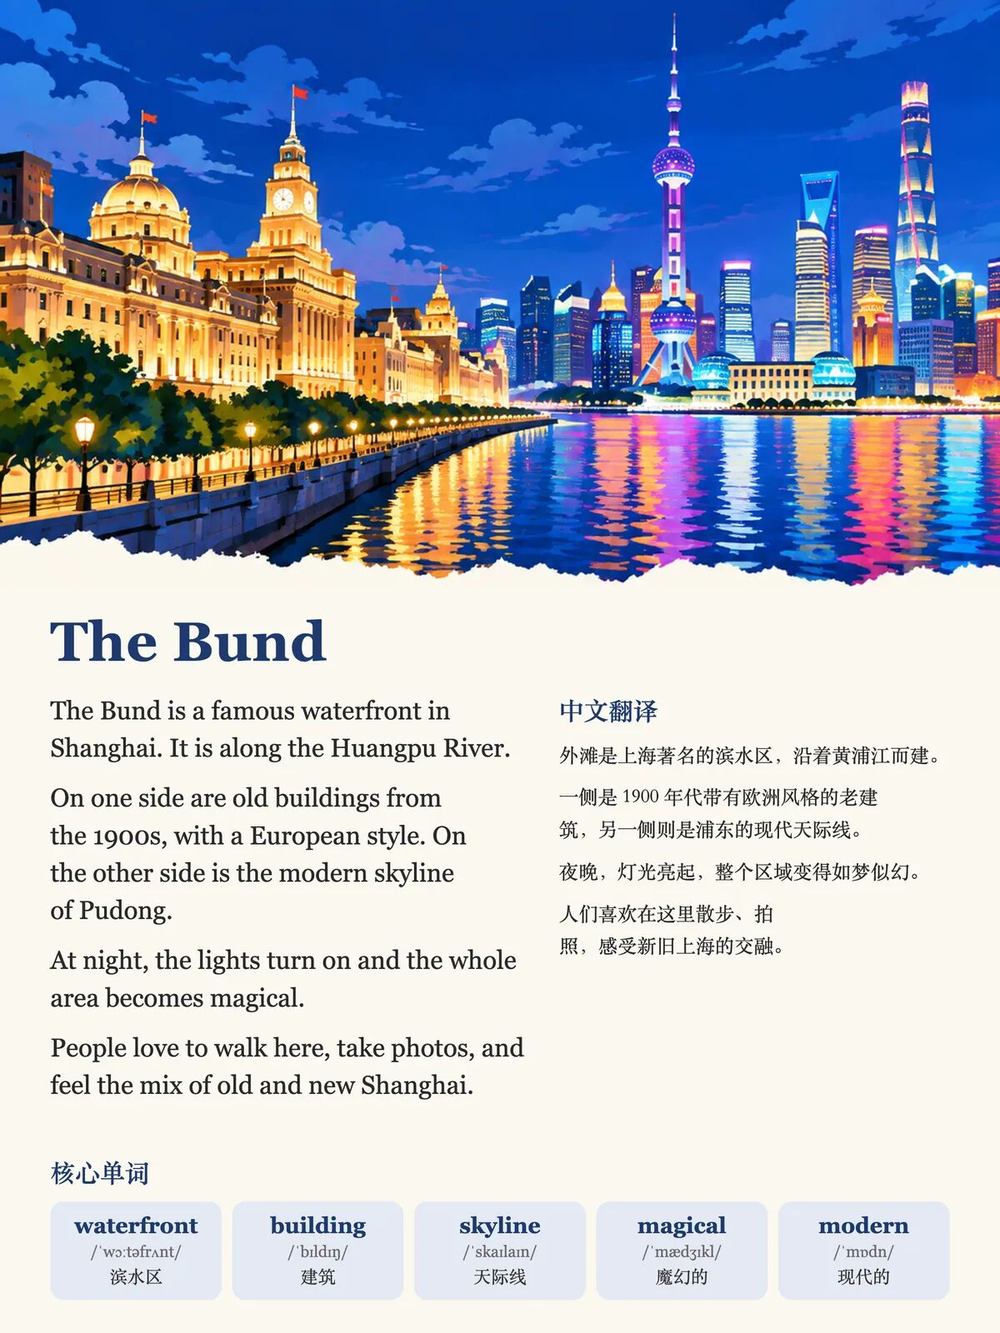 The Bund
The Bund is a famous waterfront in
Shanghai. It is along the Huangpu River.
On one side are old buildings from
the 1900s, with a European style. On
the other side is the modern skyline
of Pudong.
At night, the lights turn on and the whole
area becomes magical.
People love to walk here, take photos, and
feel the mix of old and new Shanghai.
中文翻译
外滩是上海著名的滨水区，沿着黄浦江而建。
一侧是 1900 年代带有欧洲风格的老建
筑，另一侧则是浦东的现代天际线。
夜晚，灯光亮起，整个区域变得如梦似幻。
人们喜欢在这里散步、拍
照，感受新旧上海的交融。
核心单词
waterfront
/ˈwɔːtəfrʌnt/
滨水区
building
/ˈbɪldɪŋ/
建筑
skyline
/ˈskaɪlaɪn/
天际线
magical
/ˈmædʒɪkl/
魔幻的
modern
/ˈmɒdn/
现代的